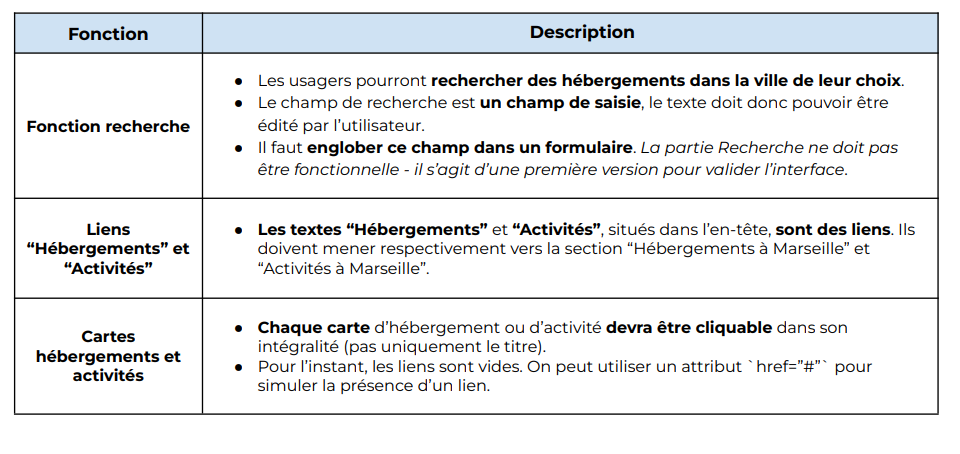 Fonction
Description
Fonction recherche
● Les usagers pourront rechercher des hébergements dans la ville de leur choix.
● Le champ de recherche est un champ de saisie, le texte doit donc pouvoir être
édité par l’utilisateur.
● Il faut englober ce champ dans un formulaire. La partie Recherche ne doit pas
être fonctionnelle - il s’agit d’une première version pour valider l’interface.
Liens
“Hébergements” et
“Activités”
● Les textes “Hébergements” et “Activités”, situés dans l’en-tête, sont des liens. Ils
doivent mener respectivement vers la section “Hébergements à Marseille” et
“Activités à Marseille”.
Cartes
hébergements et
activités
● Chaque carte d’hébergement ou d’activité devra être cliquable dans son
intégralité (pas uniquement le titre).
● Pour l’instant, les liens sont vides. On peut utiliser un attribut `href=”#”` pour
simuler la présence d’un lien.